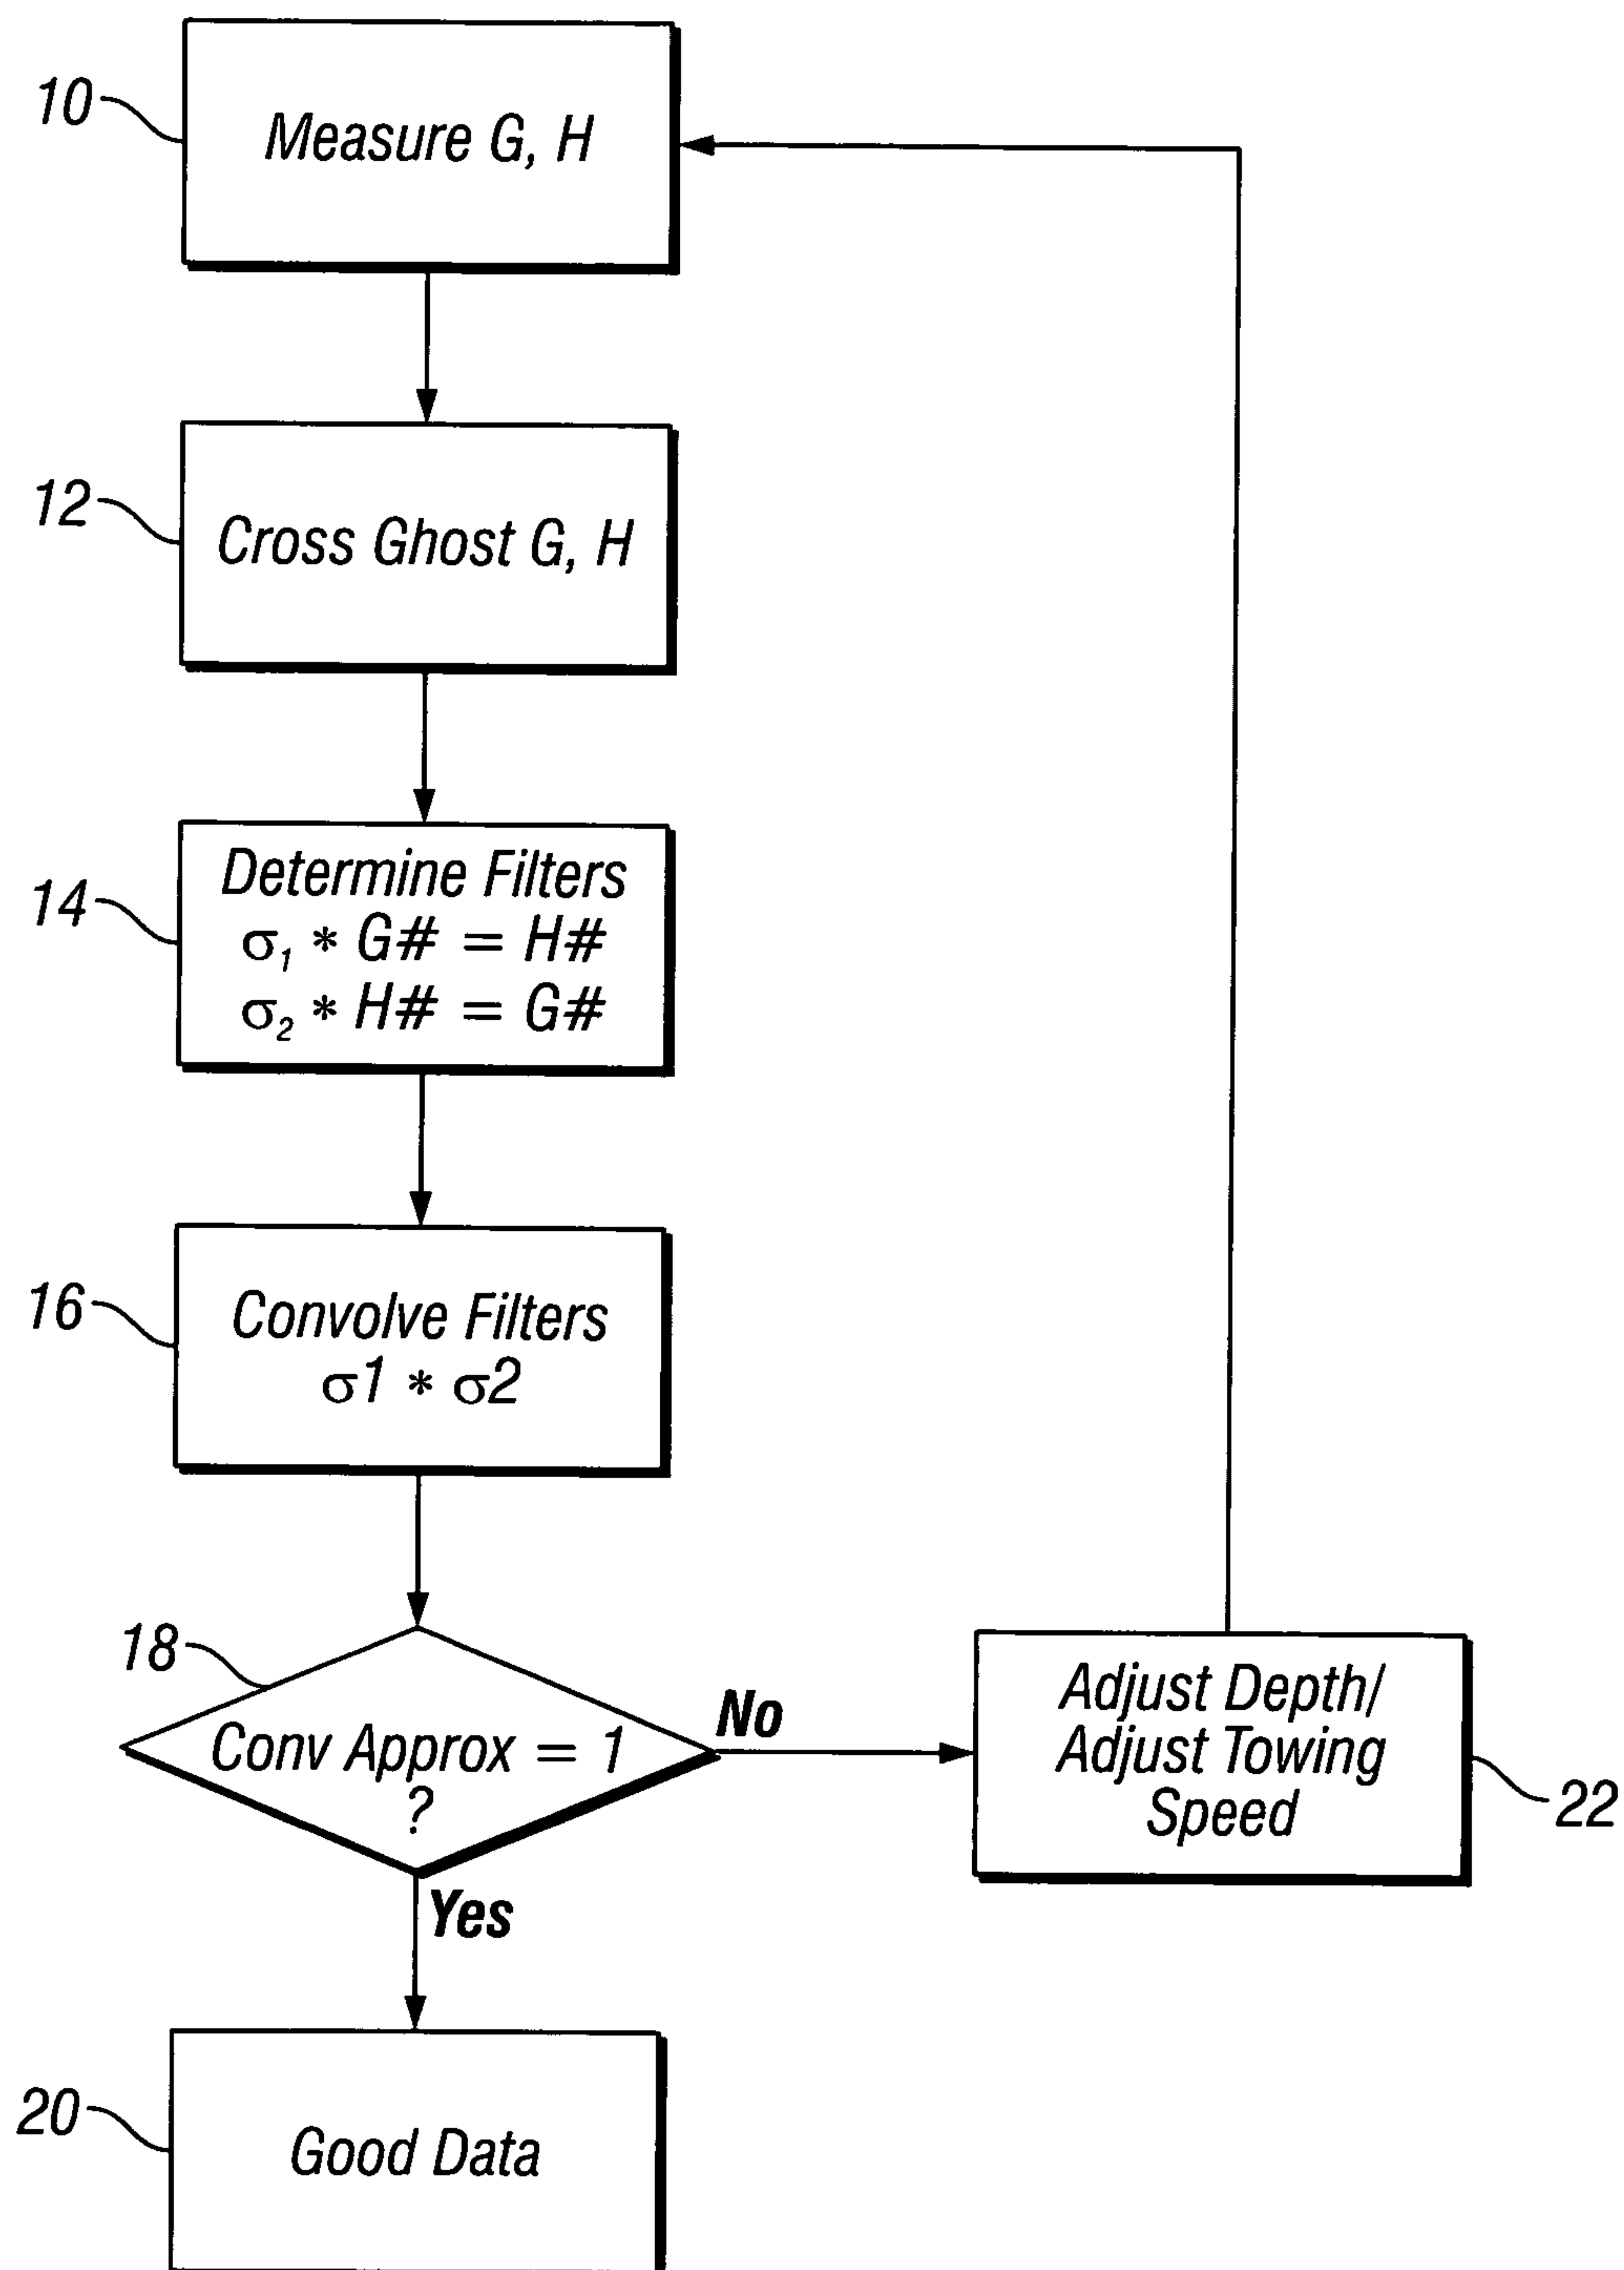 10
Measure G, H
12
Cross Ghost G, H
14
Determine Filters
σ₁ * G# = H#
σ₂ * H# = G#
16
Convolve Filters
σ1 * σ2
18
Conv Approx = 1
?
No
Adjust Depth/
Adjust Towing
Speed
22
Yes
20
Good Data